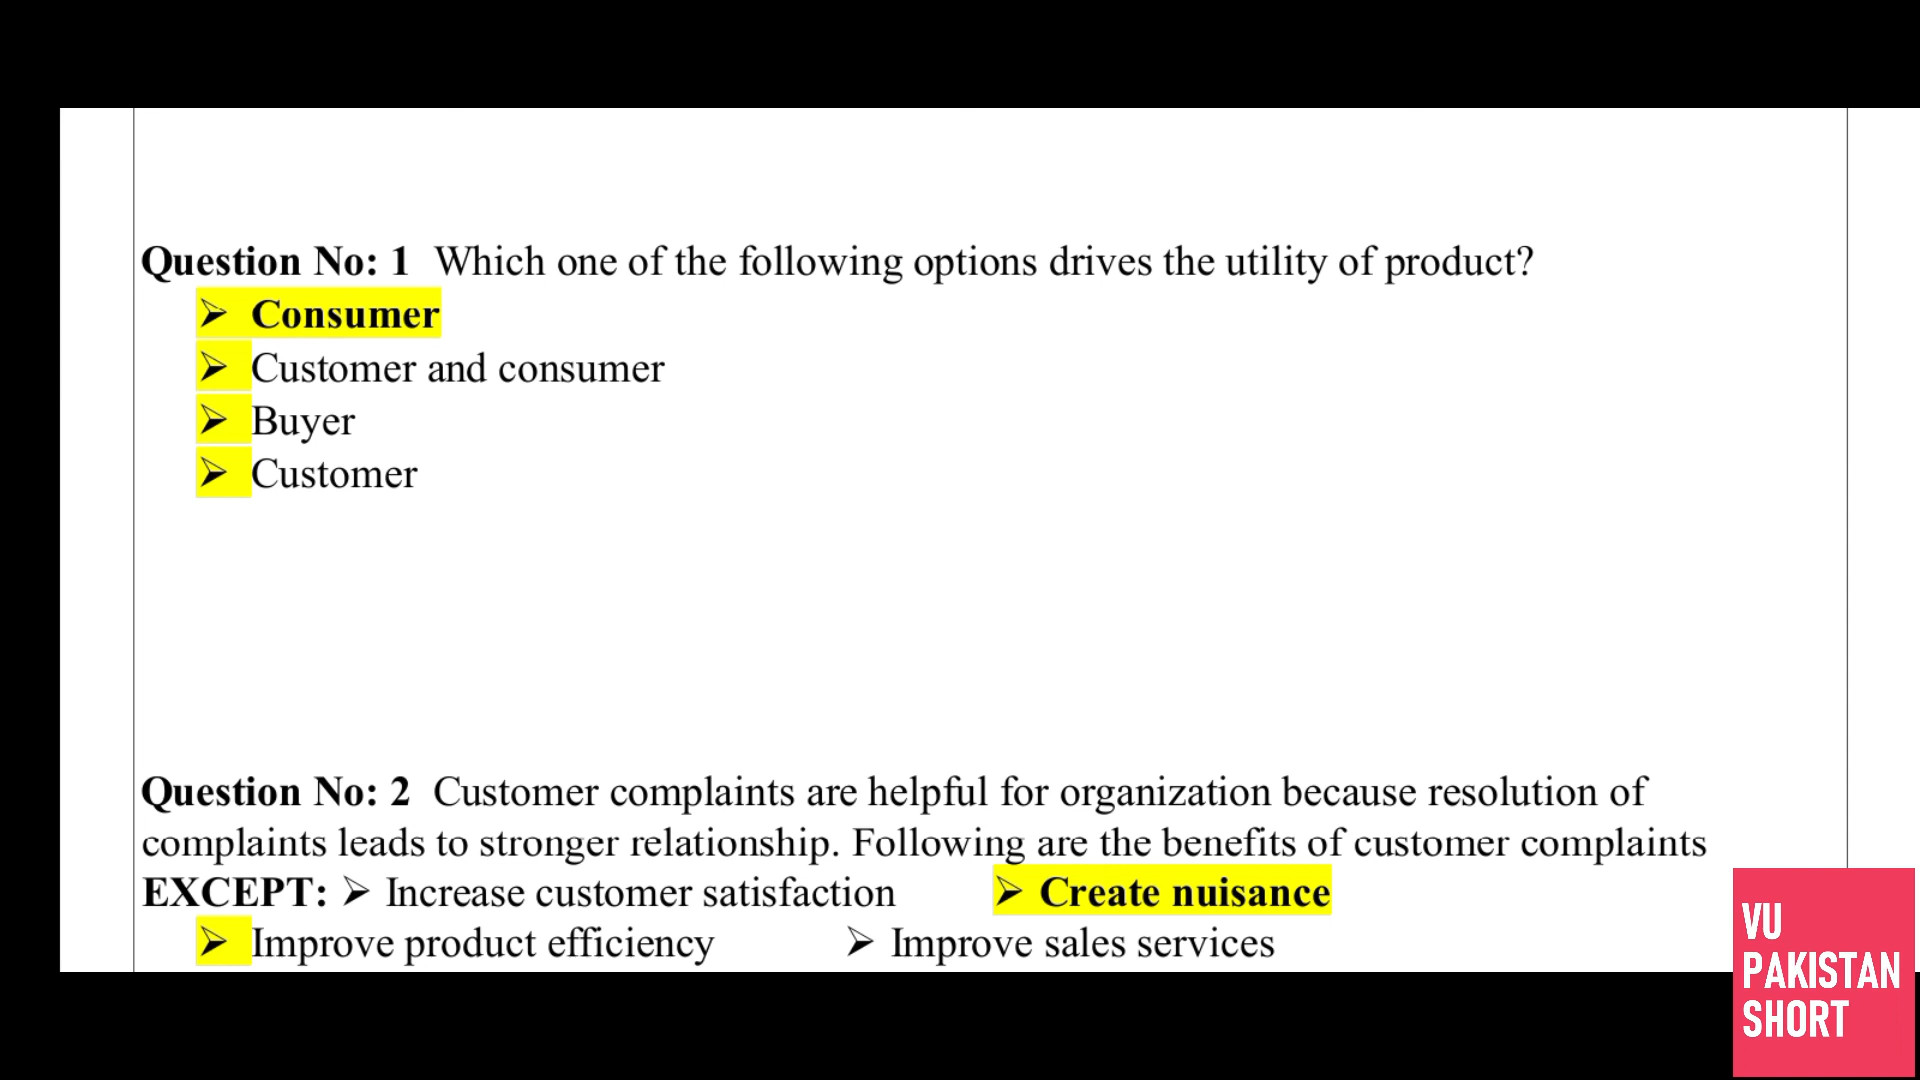 Question No: 1 Which one of the following options drives the utility of product?
➢ Consumer
➢ Customer and consumer
➢ Buyer
➢ Customer
Question No: 2 Customer complaints are helpful for organization because resolution of
complaints leads to stronger relationship. Following are the benefits of customer complaints
EXCEPT: ➢ Increase customer satisfaction ➢ Create nuisance
➢ Improve product efficiency ➢ Improve sales services
VU
PAKISTAN
SHORT